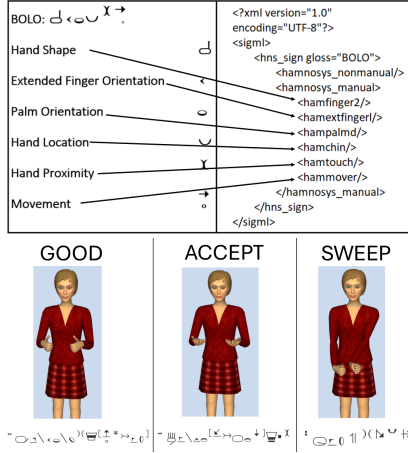 BOLO:
Hand Shape
Extended Finger Orientation
Palm Orientation
Hand Location
Hand Proximity
Movement
<?xml version="1.0"
encoding="UTF-8"?>
<sigml>
<hns_sign gloss="BOLO">
<hamnosys_nonmanual/>
<hamnosys_manual>
<hamfinger2/>
<hamextfingerl/>
<hampalmd/>
<hamchin/>
<hamtouch/>
<hammover/>
</hamnosys_manual>
</hns_sign>
</sigml>
GOOD ACCEPT SWEEP